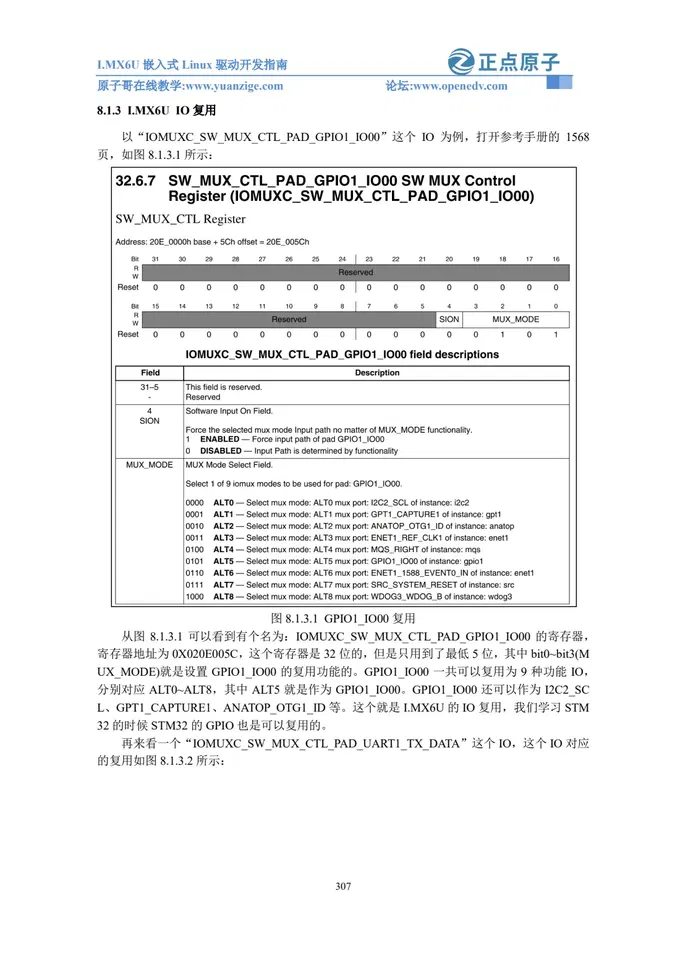 I.MX6U 嵌入式 Linux 驱动开发指南
正点原子
原子哥在线教学:www.yuanzige.com 论坛:www.openedv.com
8.1.3 I.MX6U IO 复用
以“IOMUXC_SW_MUX_CTL_PAD_GPIO1_IO00”这个 IO 为例，打开参考手册的 1568
页，如图 8.1.3.1 所示：
32.6.7 SW_MUX_CTL_PAD_GPIO1_IO00 SW MUX Control
Register (IOMUXC_SW_MUX_CTL_PAD_GPIO1_IO00)
SW_MUX_CTL Register
Address: 20E_0000h base + 5Ch offset = 20E_005Ch
Bit 31 30 29 28 27 26 25 24 23 22 21 20 19 18 17 16
R
Reserved
W
Reset 0 0 0 0 0 0 0 0 0 0 0 0 0 0 0 0
Bit 15 14 13 12 11 10 9 8 7 6 5 4 3 2 1 0
R
Reserved SION MUX_MODE
W
Reset 0 0 0 0 0 0 0 0 0 0 0 0 0 1 0 1
IOMUXC_SW_MUX_CTL_PAD_GPIO1_IO00 field descriptions
Field Description
31–5 This field is reserved.
- Reserved
4 Software Input On Field.
SION
Force the selected mux mode Input path no matter of MUX_MODE functionality.
1 ENABLED — Force input path of pad GPIO1_IO00
0 DISABLED — Input Path is determined by functionality
MUX_MODE MUX Mode Select Field.
Select 1 of 9 iomux modes to be used for pad: GPIO1_IO00.
0000 ALT0 — Select mux mode: ALT0 mux port: I2C2_SCL of instance: i2c2
0001 ALT1 — Select mux mode: ALT1 mux port: GPT1_CAPTURE1 of instance: gpt1
0010 ALT2 — Select mux mode: ALT2 mux port: ANATOP_OTG1_ID of instance: anatop
0011 ALT3 — Select mux mode: ALT3 mux port: ENET1_REF_CLK1 of instance: enet1
0100 ALT4 — Select mux mode: ALT4 mux port: MQS_RIGHT of instance: mqs
0101 ALT5 — Select mux mode: ALT5 mux port: GPIO1_IO00 of instance: gpio1
0110 ALT6 — Select mux mode: ALT6 mux port: ENET1_1588_EVENT0_IN of instance: enet1
0111 ALT7 — Select mux mode: ALT7 mux port: SRC_SYSTEM_RESET of instance: src
1000 ALT8 — Select mux mode: ALT8 mux port: WDOG3_WDOG_B of instance: wdog3
图 8.1.3.1 GPIO1_IO00 复用
从图 8.1.3.1 可以看到有个名为：IOMUXC_SW_MUX_CTL_PAD_GPIO1_IO00 的寄存器，
寄存器地址为 0X020E005C，这个寄存器是 32 位的，但是只用到了最低 5 位，其中 bit0~bit3(M
UX_MODE)就是设置 GPIO1_IO00 的复用功能的。GPIO1_IO00 一共可以复用为 9 种功能 IO，
分别对应 ALT0~ALT8，其中 ALT5 就是作为 GPIO1_IO00。GPIO1_IO00 还可以作为 I2C2_SC
L、GPT1_CAPTURE1、ANATOP_OTG1_ID 等。这个就是 I.MX6U 的 IO 复用，我们学习 STM
32 的时候 STM32 的 GPIO 也是可以复用的。
再来看一个“IOMUXC_SW_MUX_CTL_PAD_UART1_TX_DATA”这个 IO，这个 IO 对应
的复用如图 8.1.3.2 所示：
307